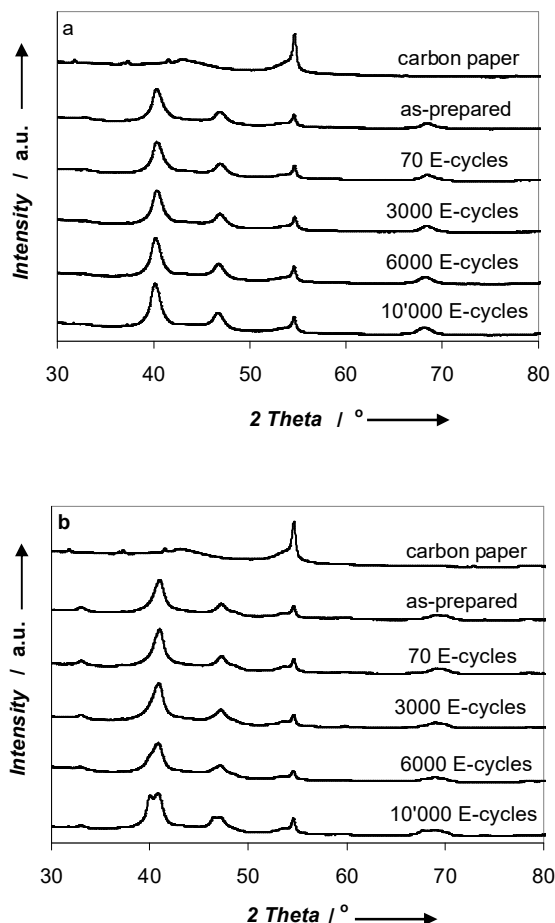 a
carbon paper
as-prepared
70 E-cycles
3000 E-cycles
6000 E-cycles
10'000 E-cycles
Intensity / a.u.
30 40 50 60 70 80
2 Theta / °
b
carbon paper
as-prepared
70 E-cycles
3000 E-cycles
6000 E-cycles
10'000 E-cycles
Intensity / a.u.
30 40 50 60 70 80
2 Theta / °